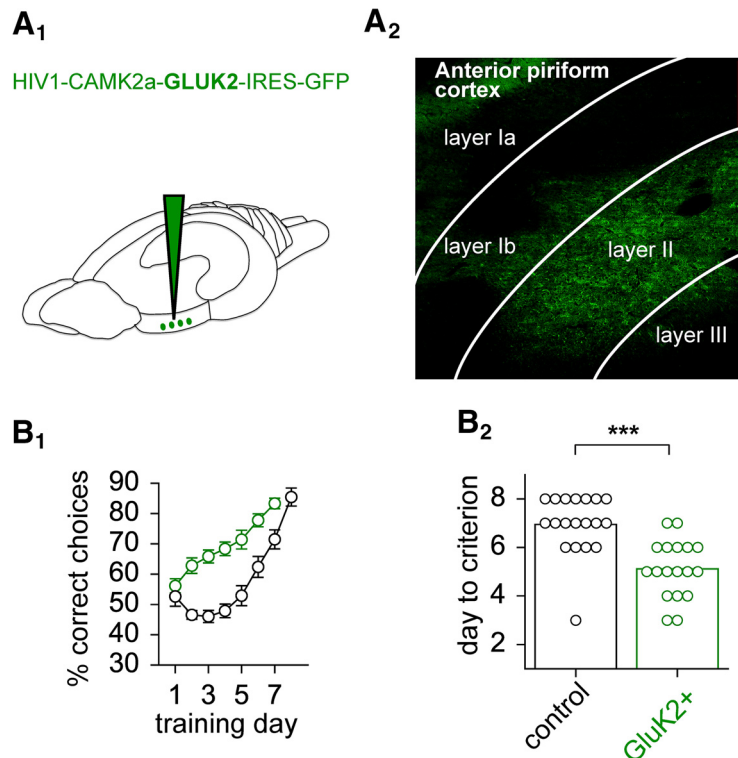 A1
HIV1-CAMK2a-GLUK2-IRES-GFP
A2
Anterior piriform
cortex
layer Ia
layer Ib
layer II
layer III
B1
% correct choices
90
80
70
60
50
40
30
1 3 5 7
training day
B2
***
day to criterion
8
6
4
2
control
GluK2+